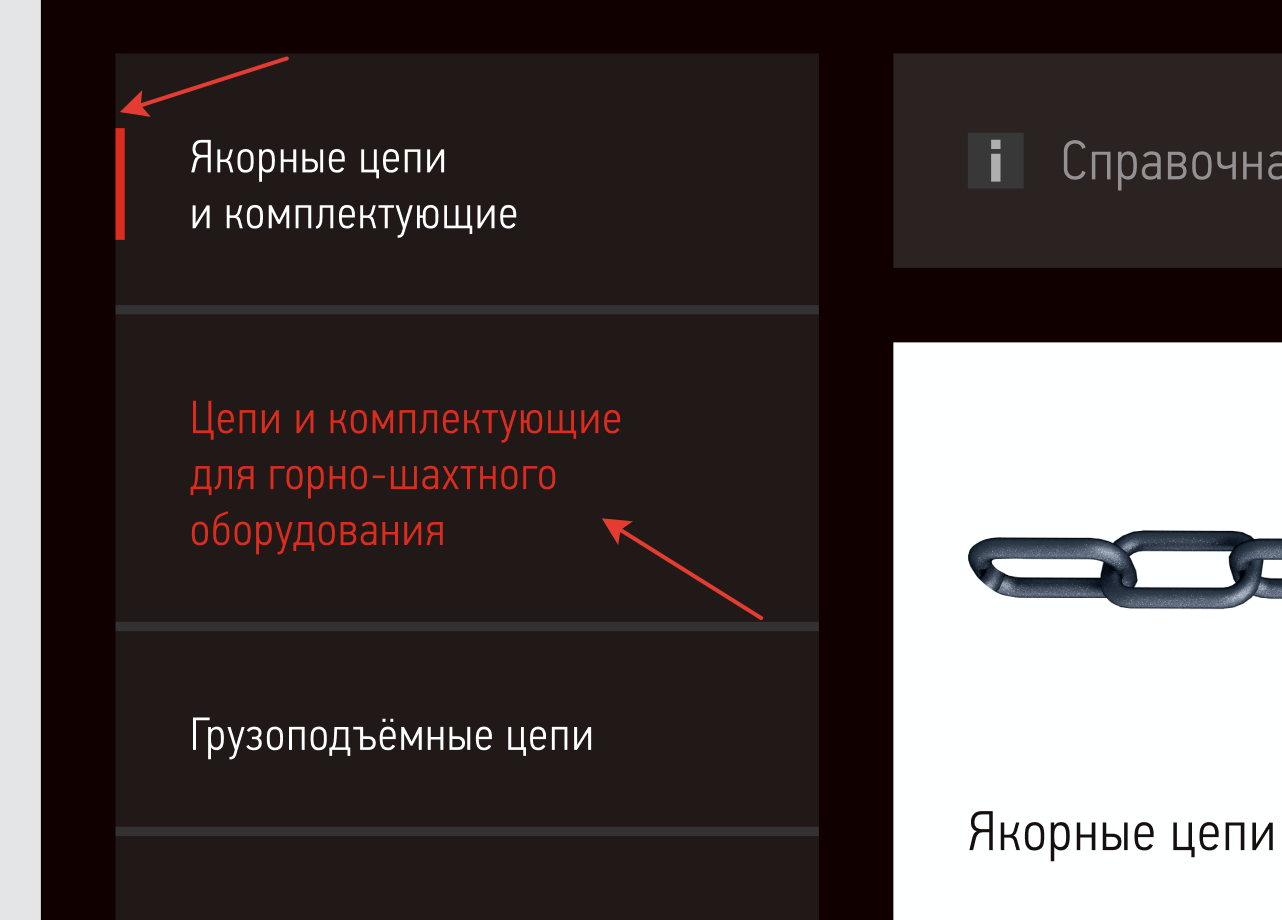 Якорные цепи
и комплектующие
Цепи и комплектующие
для горно-шахтного
оборудования
Грузоподъёмные цепи
i Справочна
Якорные цепи